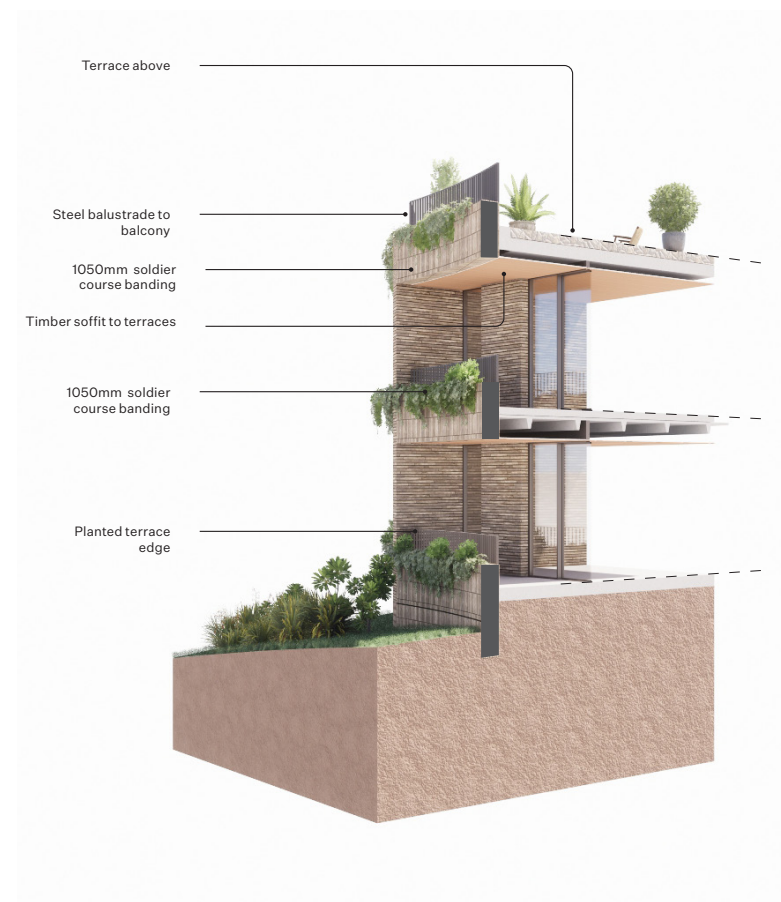 Terrace above
Steel balustrade to
balcony
1050mm soldier
course banding
Timber soffit to terraces
1050mm soldier
course banding
Planted terrace
edge